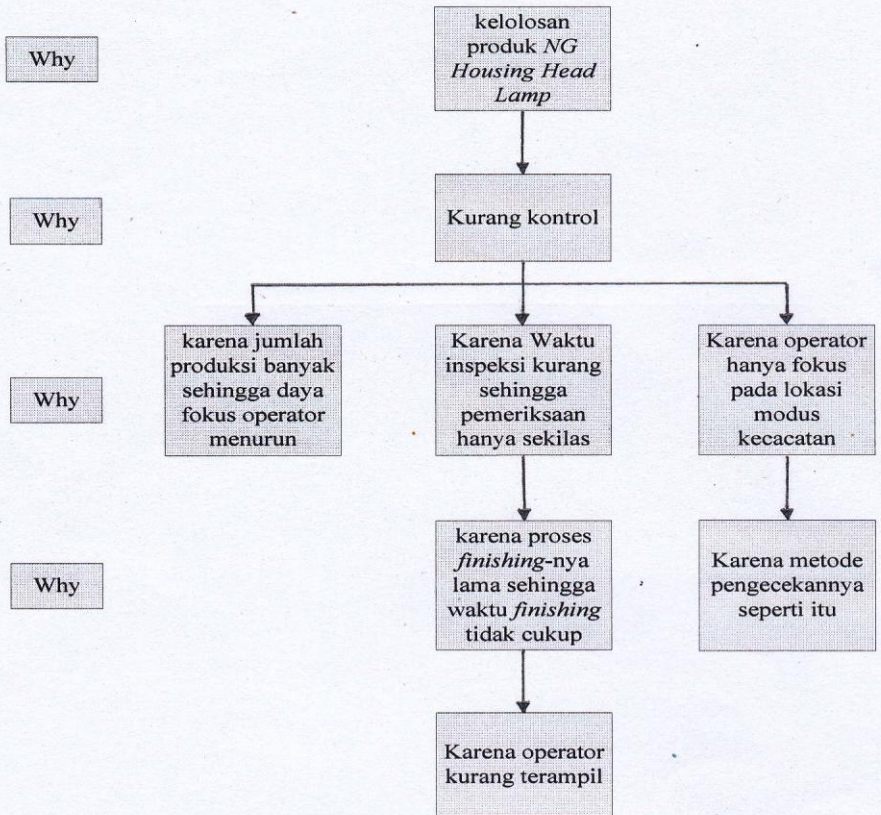 Why
kelolosan
produk NG
Housing Head
Lamp
Why
Kurang kontrol
Why
karena jumlah
produksi banyak
sehingga daya
fokus operator
menurun
Karena Waktu
inspeksi kurang
sehingga
pemeriksaan
hanya sekilas
Karena operator
hanya fokus
pada lokasi
modus
kecacatan
Why
karena proses
finishing-nya
lama sehingga
waktu finishing
tidak cukup
Karena metode
pengecekannya
seperti itu
Karena operator
kurang terampil